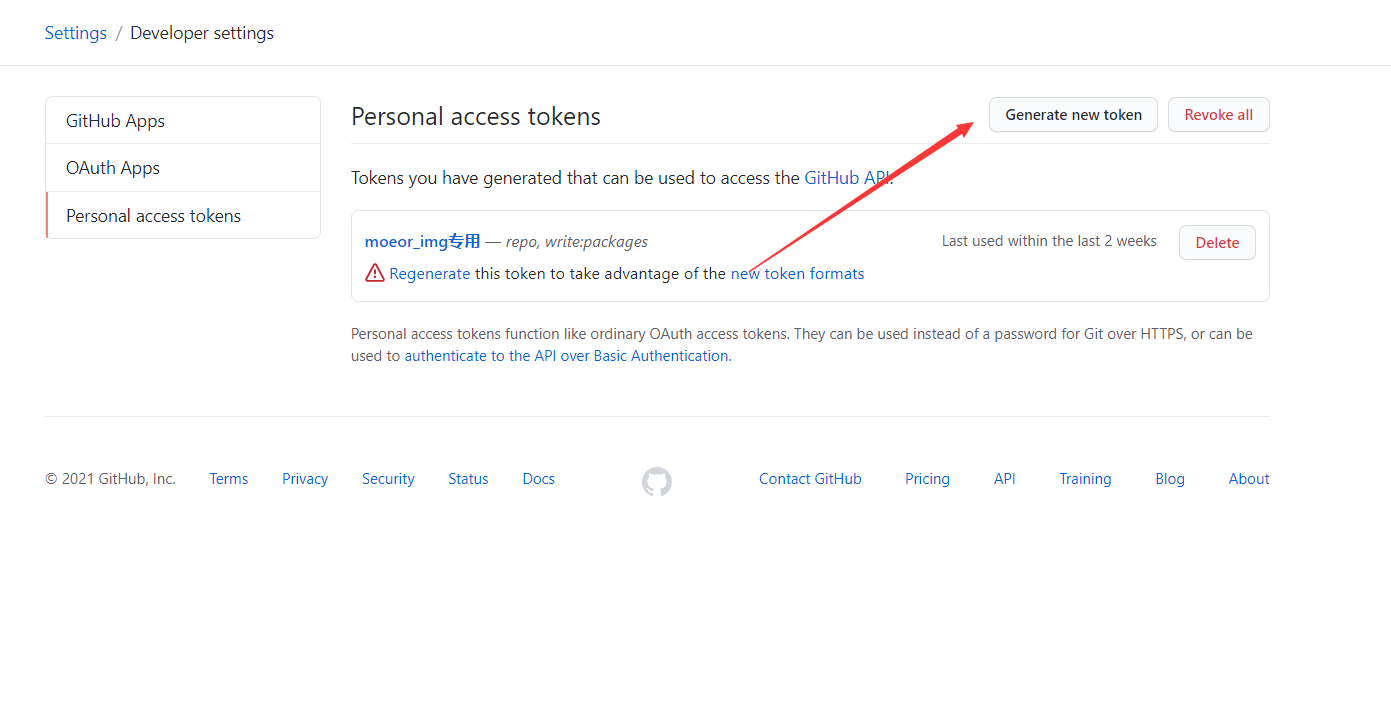 Settings / Developer settings
GitHub Apps
OAuth Apps
Personal access tokens
Personal access tokens
Generate new token
Revoke all
Tokens you have generated that can be used to access the GitHub API.
moeor_img专用 — repo, write:packages
Last used within the last 2 weeks
Delete
Regenerate this token to take advantage of the new token formats
Personal access tokens function like ordinary OAuth access tokens. They can be used instead of a password for Git over HTTPS, or can be
used to authenticate to the API over Basic Authentication.
© 2021 GitHub, Inc. Terms Privacy Security Status Docs Contact GitHub Pricing API Training Blog About